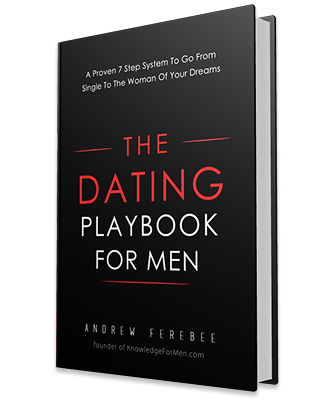 A Proven 7 Step System To Go From
Single To The Woman Of Your Dreams
THE
DATING
PLAYBOOK
FOR MEN
ANDREW FEREBEE
founder of KnowledgeForMen.com